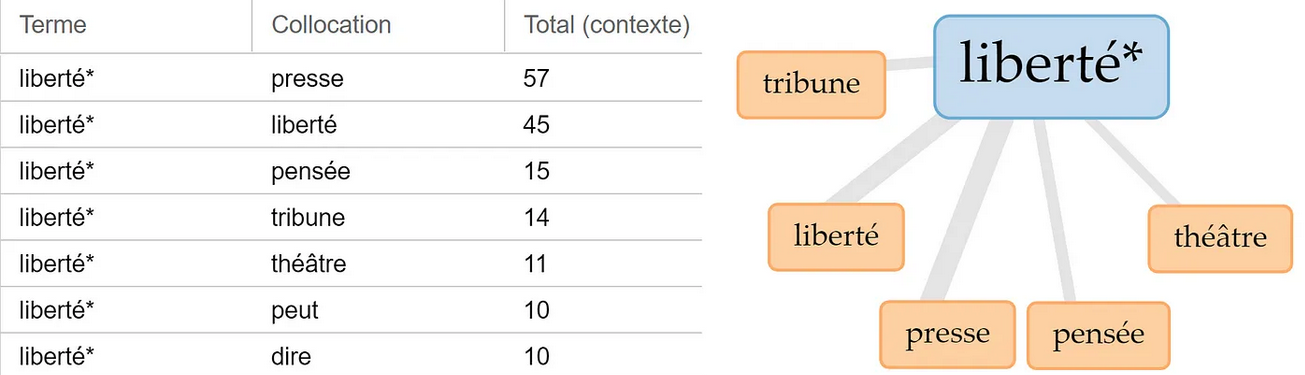 Terme Collocation Total (contexte)
liberté* presse 57
liberté* liberté 45
liberté* pensée 15
liberté* tribune 14
liberté* théâtre 11
liberté* peut 10
liberté* dire 10
liberté*
tribune
liberté
théâtre
presse
pensée